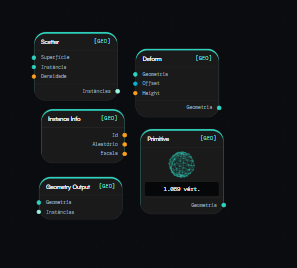 Scatter [GEO]
Superfície
Instância
Densidade
Instâncias
Deform [GEO]
Geometria
Offset
Height
Geometria
Instance Info [GEO]
Id
Aleatório
Escala
Primitive [GEO]
1.089 vért.
Geometria
Geometry Output [GEO]
Geometria
Instâncias